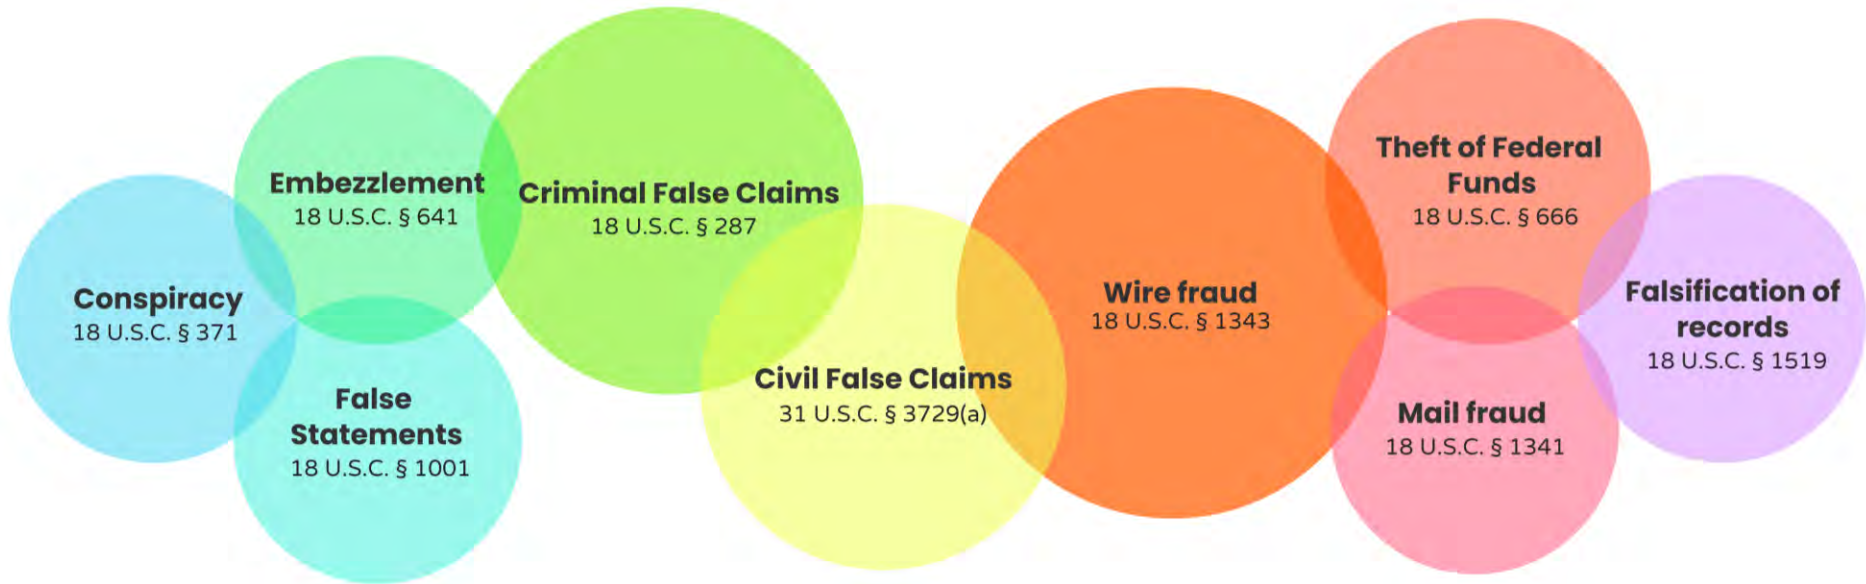 Conspiracy
18 U.S.C. § 371
Embezzlement
18 U.S.C. § 641
False
Statements
18 U.S.C. § 1001
Criminal False Claims
18 U.S.C. § 287
Civil False Claims
31 U.S.C. § 3729(a)
Wire fraud
18 U.S.C. § 1343
Theft of Federal
Funds
18 U.S.C. § 666
Mail fraud
18 U.S.C. § 1341
Falsification of
records
18 U.S.C. § 1519